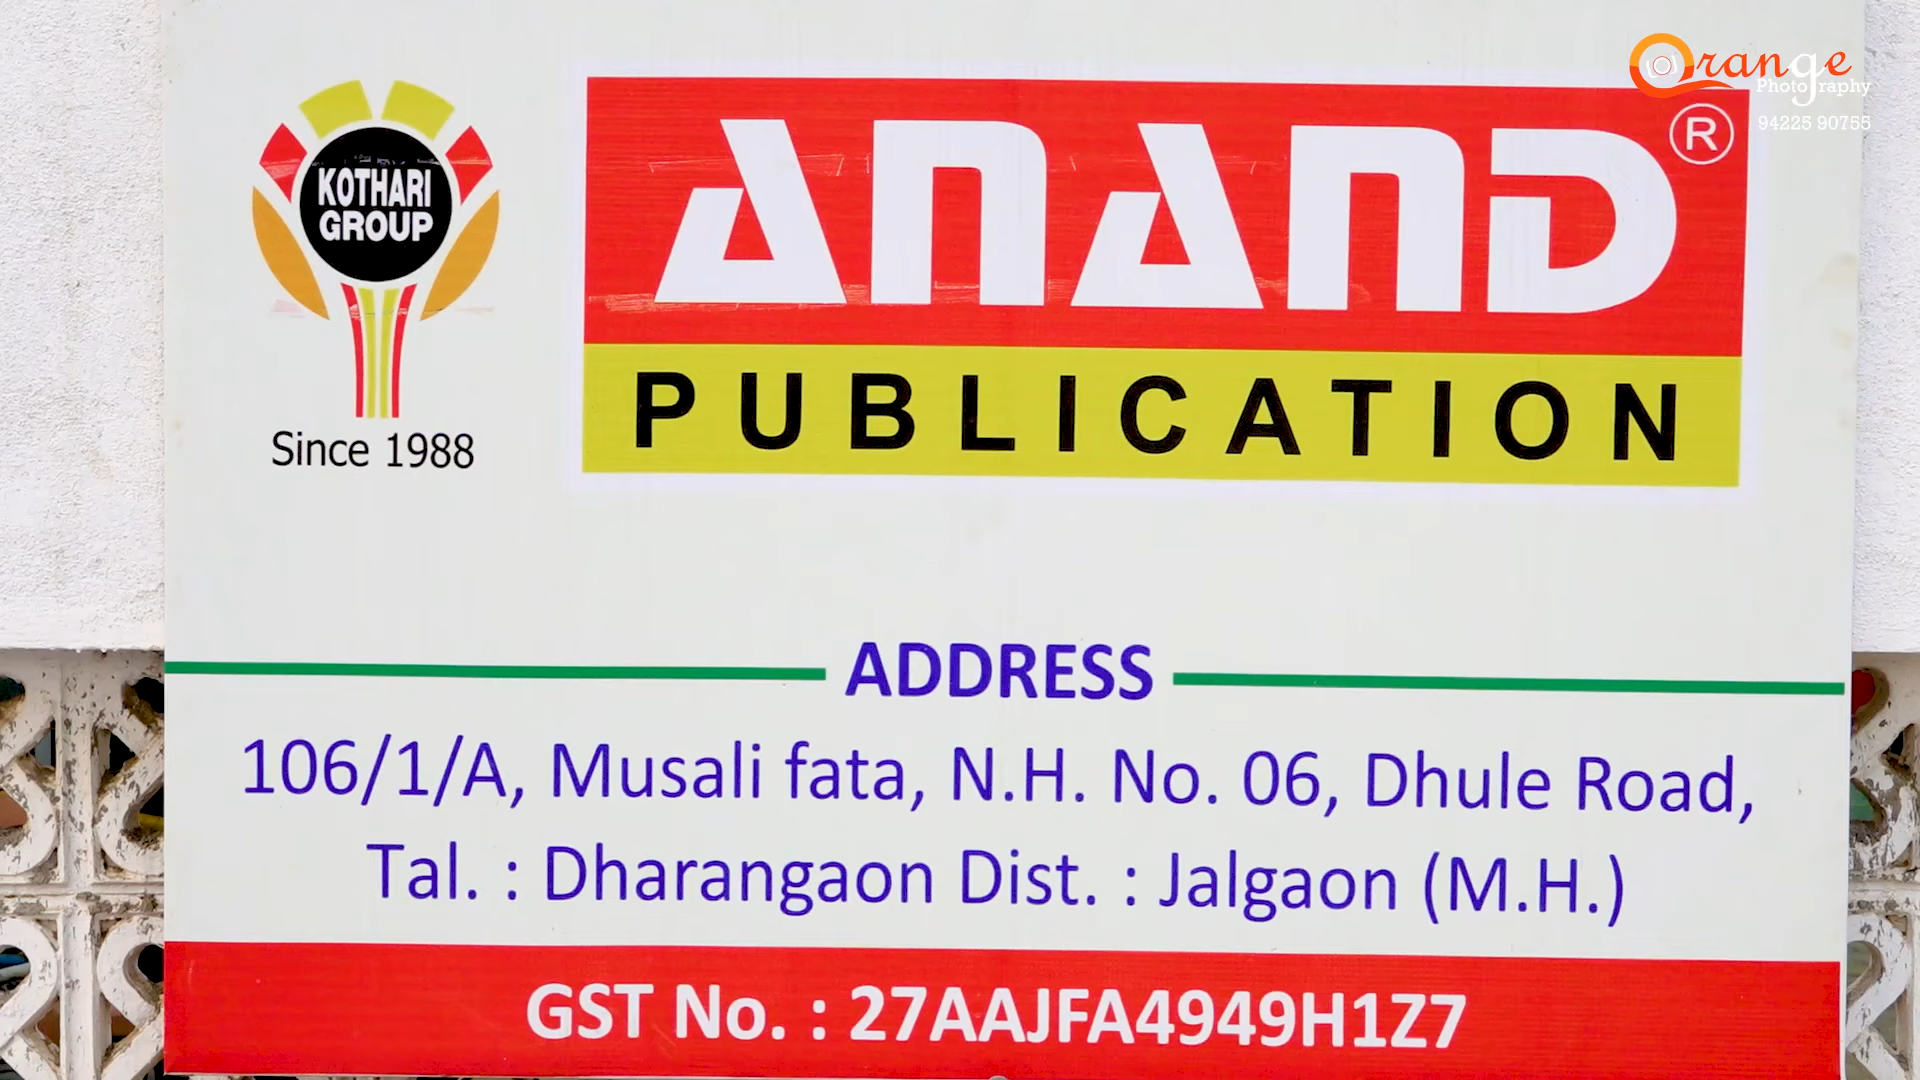 Orange
Photography
94225 90755
KOTHARI
GROUP
Since 1988
ANAND ®
PUBLICATION
ADDRESS
106/1/A, Musali fata, N.H. No. 06, Dhule Road,
Tal. : Dharangaon Dist. : Jalgaon (M.H.)
GST No. : 27AAJFA4949H1Z7